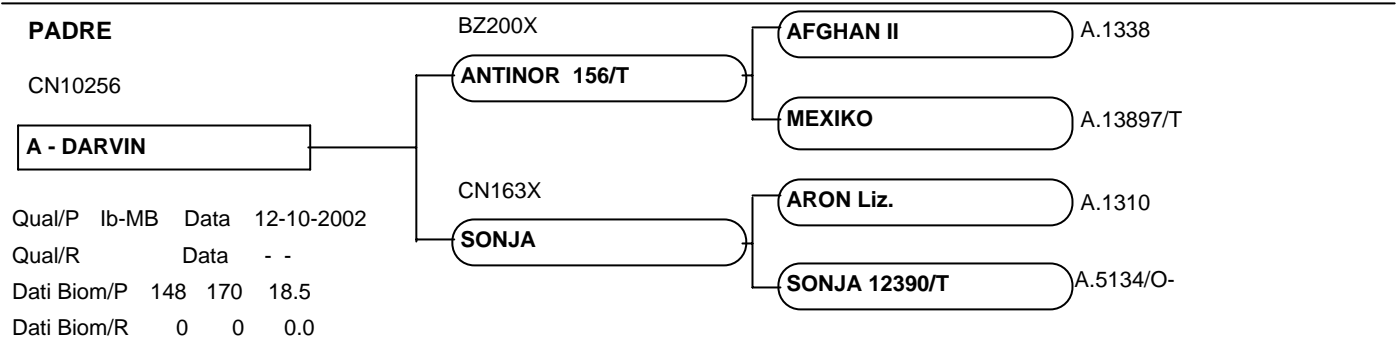 PADRE
CN10256
A - DARVIN
Qual/P Ib-MB Data 12-10-2002
Qual/R Data - -
Dati Biom/P 148 170 18.5
Dati Biom/R 0 0 0.0
BZ200X
ANTINOR 156/T
CN163X
SONJA
AFGHAN II A.1338
MEXIKO A.13897/T
ARON Liz. A.1310
SONJA 12390/T A.5134/O-